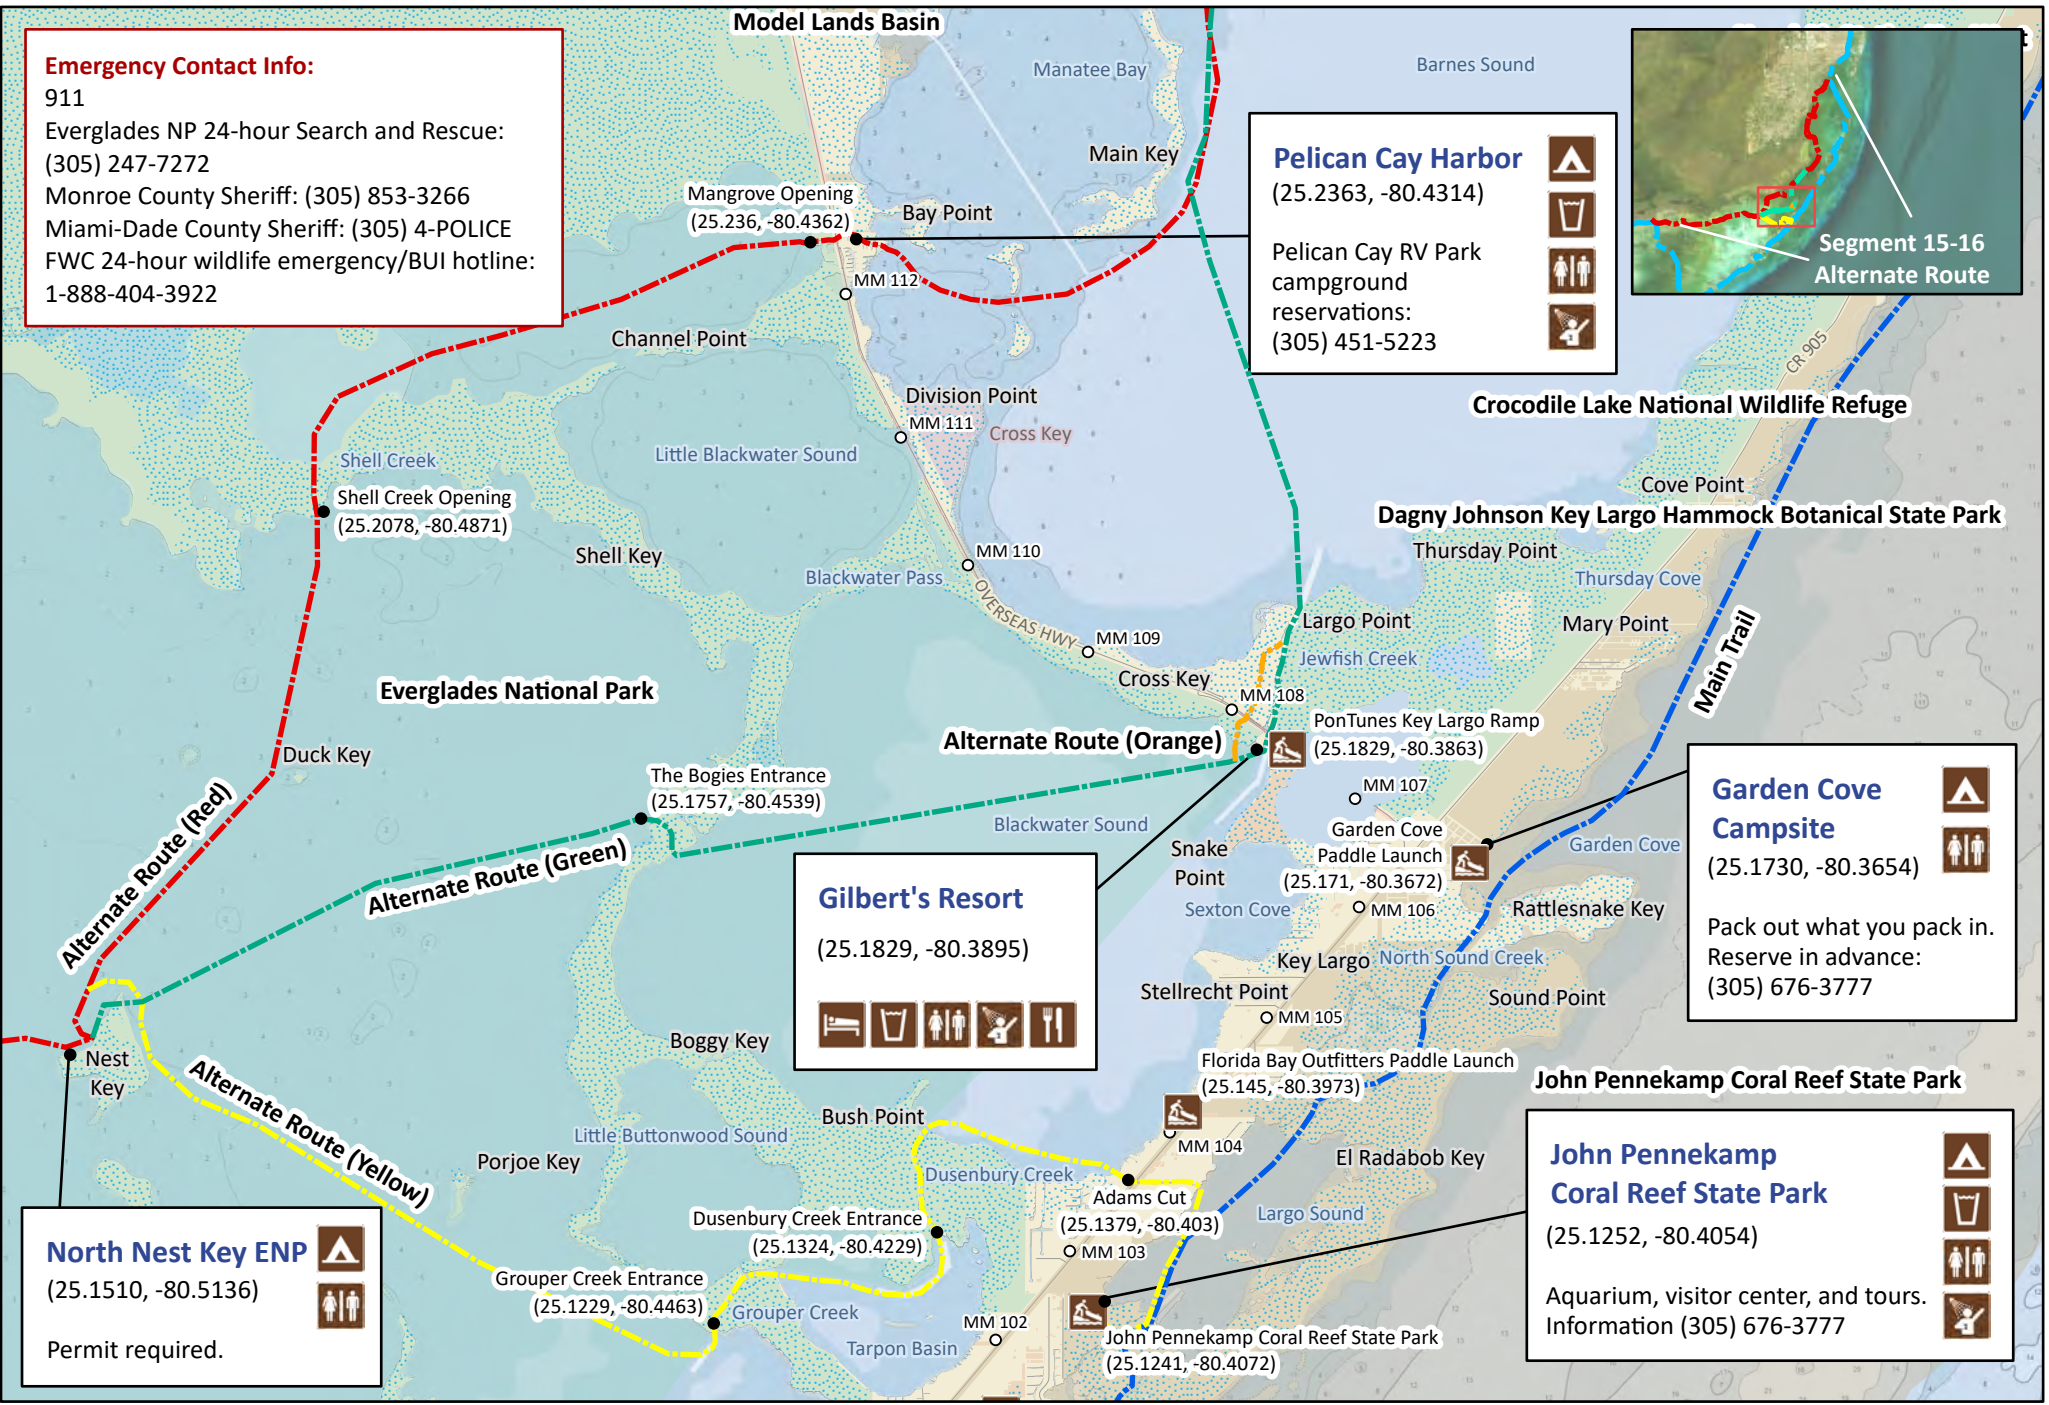 Model Lands Basin
Emergency Contact Info:
911
Everglades NP 24-hour Search and Rescue:
(305) 247-7272
Monroe County Sheriff: (305) 853-3266
Miami-Dade County Sheriff: (305) 4-POLICE
FWC 24-hour wildlife emergency/BUI hotline:
1-888-404-3922
Manatee Bay
Barnes Sound
Main Key
Mangrove Opening
(25.236, -80.4362)
Bay Point
MM 112
Channel Point
Pelican Cay Harbor
(25.2363, -80.4314)
Pelican Cay RV Park
campground
reservations:
(305) 451-5223
Segment 15-16
Alternate Route
CR 905
Division Point
MM 111
Cross Key
Little Blackwater Sound
Crocodile Lake National Wildlife Refuge
Shell Creek
Shell Creek Opening
(25.2078, -80.4871)
Cove Point
Dagny Johnson Key Largo Hammock Botanical State Park
Shell Key
MM 110
Thursday Point
Blackwater Pass
Thursday Cove
OVERSEAS HWY
MM 109
Largo Point
Mary Point
Jewfish Creek
Main Trail
Everglades National Park
Cross Key
MM 108
Alternate Route (Orange)
PonTunes Key Largo Ramp
(25.1829, -80.3863)
Duck Key
The Bogies Entrance
(25.1757, -80.4539)
MM 107
Alternate Route (Red)
Blackwater Sound
Garden Cove
Paddle Launch
(25.171, -80.3672)
Garden Cove
Garden Cove
Campsite
(25.1730, -80.3654)
Pack out what you pack in.
Reserve in advance:
(305) 676-3777
Alternate Route (Green)
Snake
Point
Gilbert's Resort
(25.1829, -80.3895)
Sexton Cove
MM 106
Rattlesnake Key
Key Largo
North Sound Creek
Stellrecht Point
Sound Point
MM 105
Nest
Key
Boggy Key
Florida Bay Outfitters Paddle Launch
(25.145, -80.3973)
John Pennekamp Coral Reef State Park
Alternate Route (Yellow)
Bush Point
Little Buttonwood Sound
MM 104
Porjoe Key
Dusenbury Creek
El Radabob Key
Adams Cut
(25.1379, -80.403)
Largo Sound
John Pennekamp
Coral Reef State Park
(25.1252, -80.4054)
Aquarium, visitor center, and tours.
Information (305) 676-3777
Dusenbury Creek Entrance
(25.1324, -80.4229)
MM 103
North Nest Key ENP
(25.1510, -80.5136)
Permit required.
Grouper Creek Entrance
(25.1229, -80.4463)
Grouper Creek
MM 102
Tarpon Basin
John Pennekamp Coral Reef State Park
(25.1241, -80.4072)